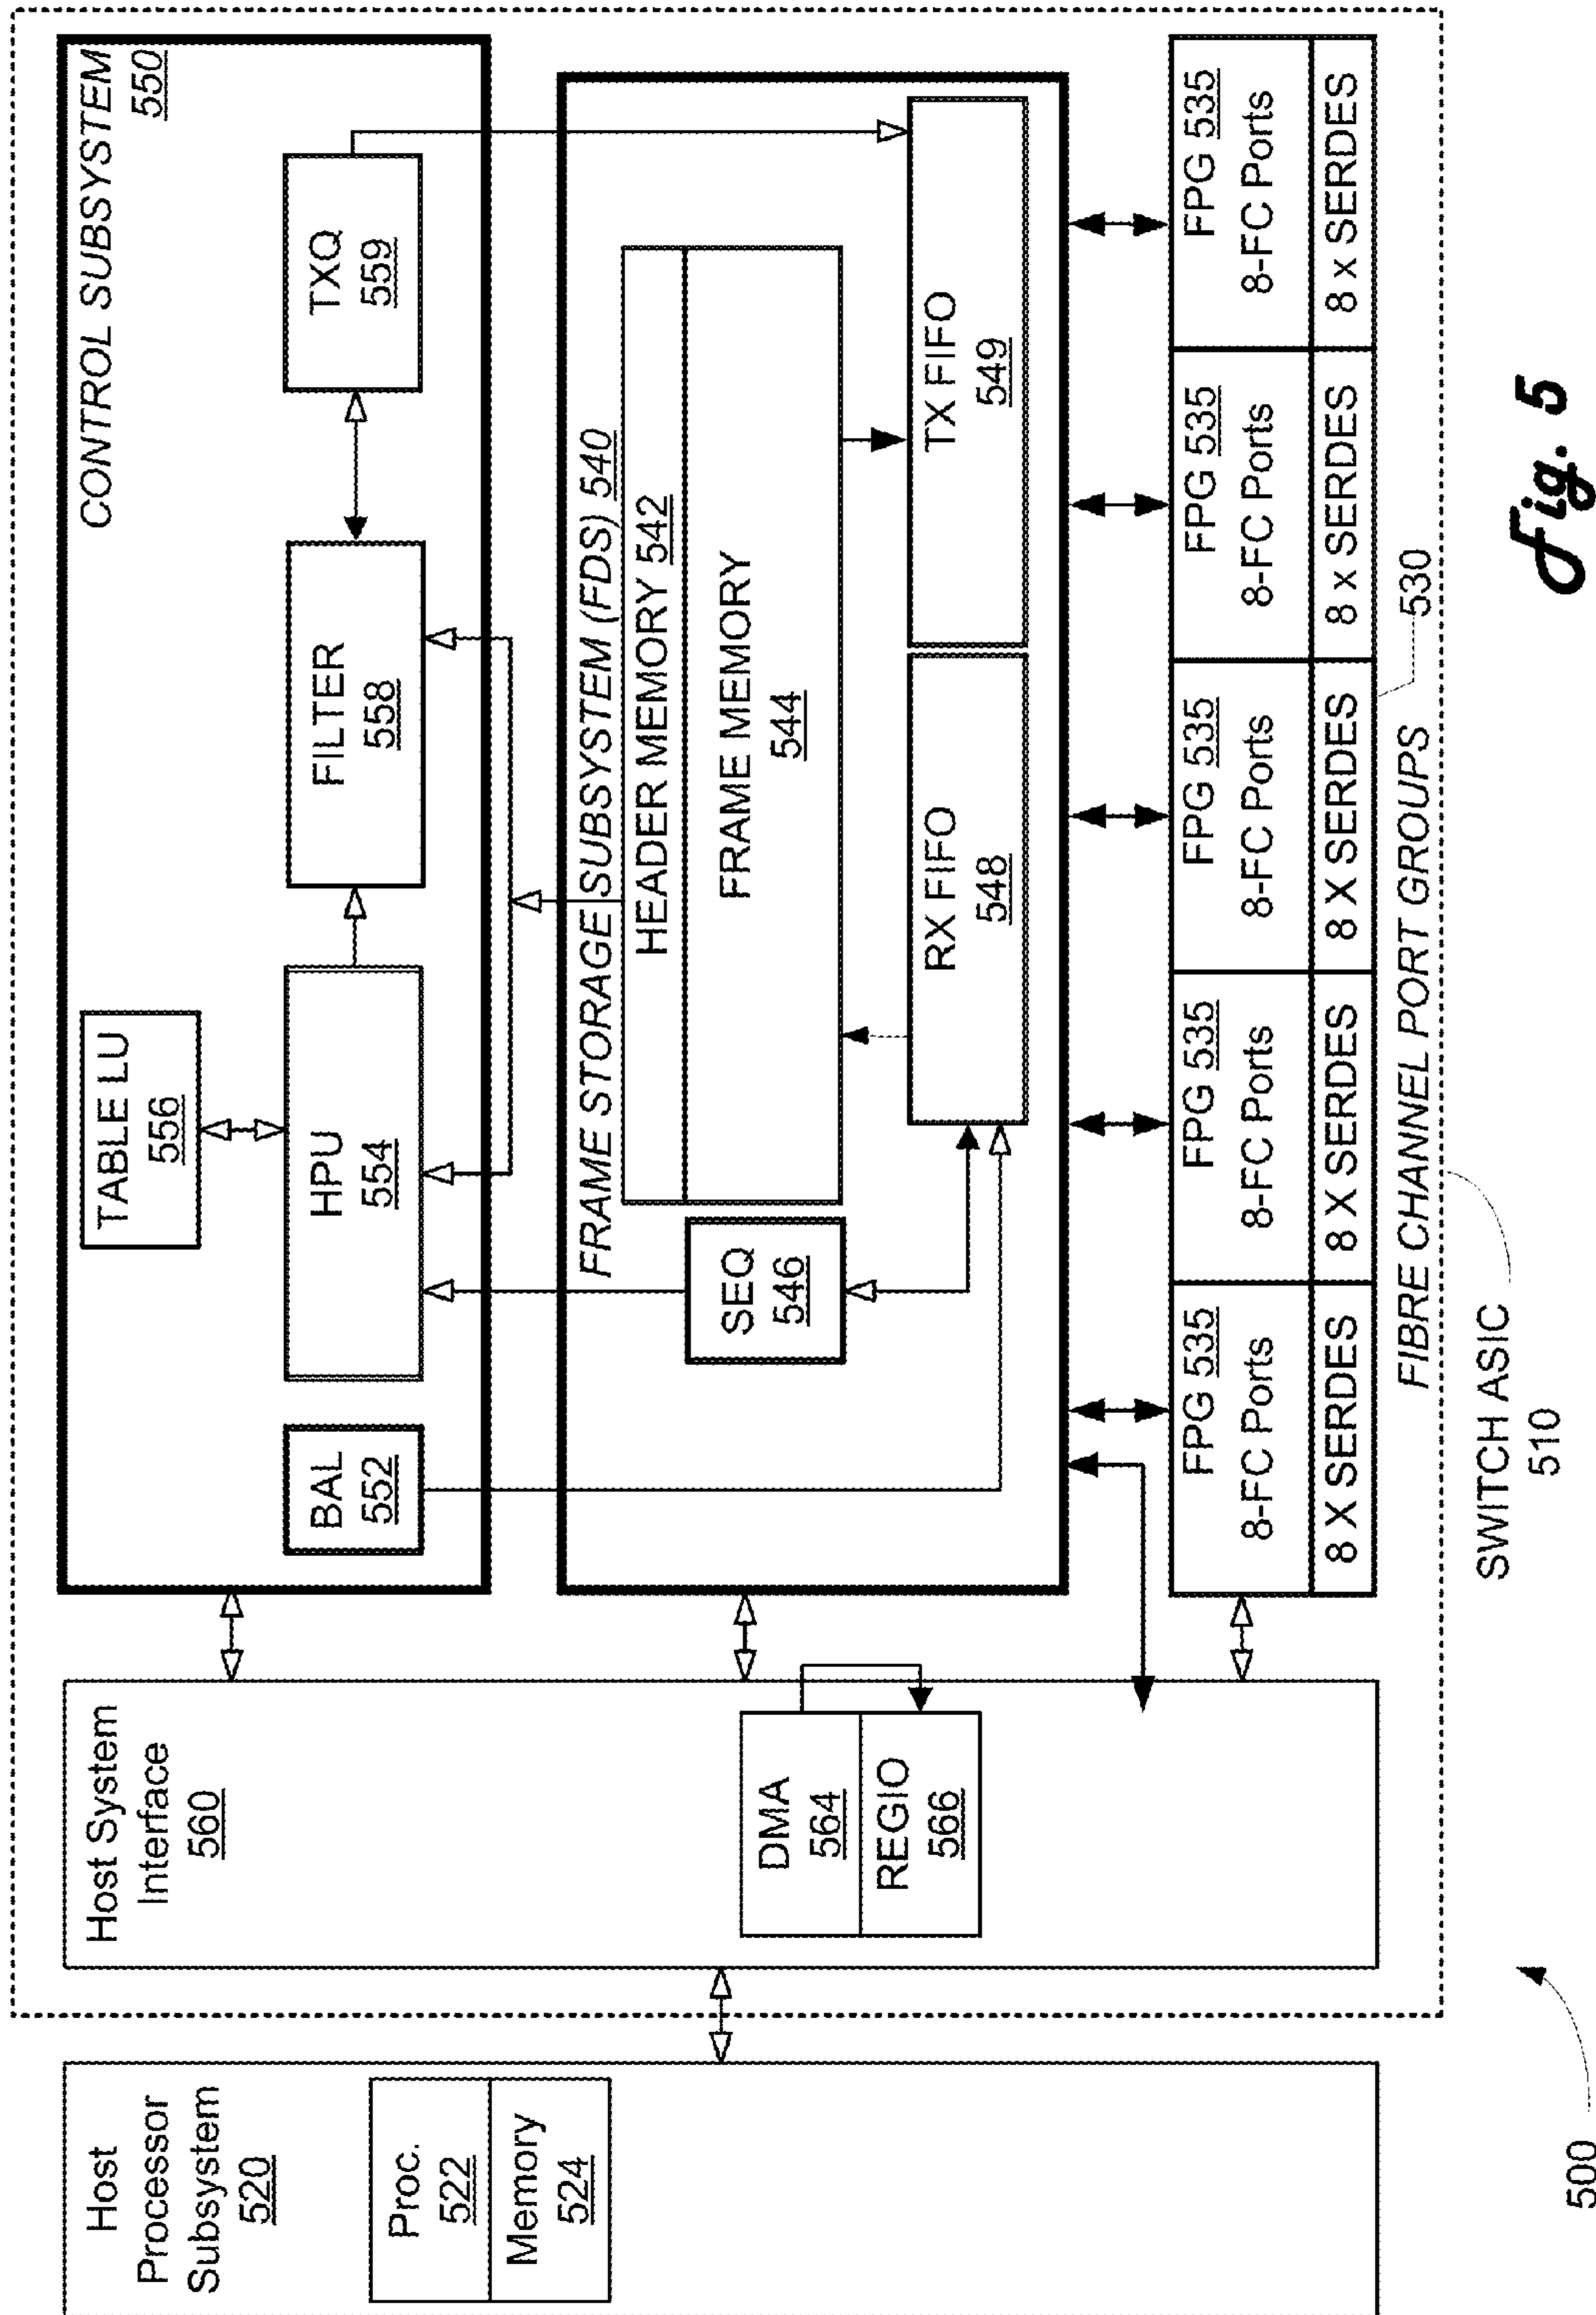 Host
Processor
Subsystem
520
Proc.
522
Memory
524
Host System
Interface
560
DMA
564
REGIO
566
CONTROL SUBSYSTEM
550
TABLE LU
556
BAL
552
HPU
554
FILTER
558
TXQ
559
FRAME STORAGE SUBSYSTEM (FDS) 540
HEADER MEMORY 542
FRAME MEMORY
544
SEQ
546
RX FIFO
548
TX FIFO
549
FPG 535
8-FC Ports
8 X SERDES
FPG 535
8-FC Ports
8 X SERDES
FPG 535
8-FC Ports
8 X SERDES
FPG 535
8-FC Ports
8 x SERDES
FPG 535
8-FC Ports
8 x SERDES
FIBRE CHANNEL PORT GROUPS
530
SWITCH ASIC
510
500
Fig. 5